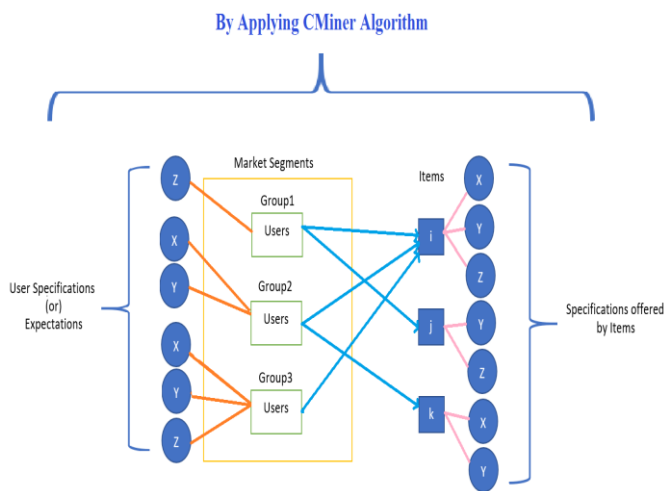 By Applying CMiner Algorithm
User Specifications
(or)
Expectations
Z
X
Y
X
Y
Z
Market Segments
Group1
Users
Group2
Users
Group3
Users
Items
i
j
k
X
Y
Z
Y
Z
X
Y
Specifications offered
by Items